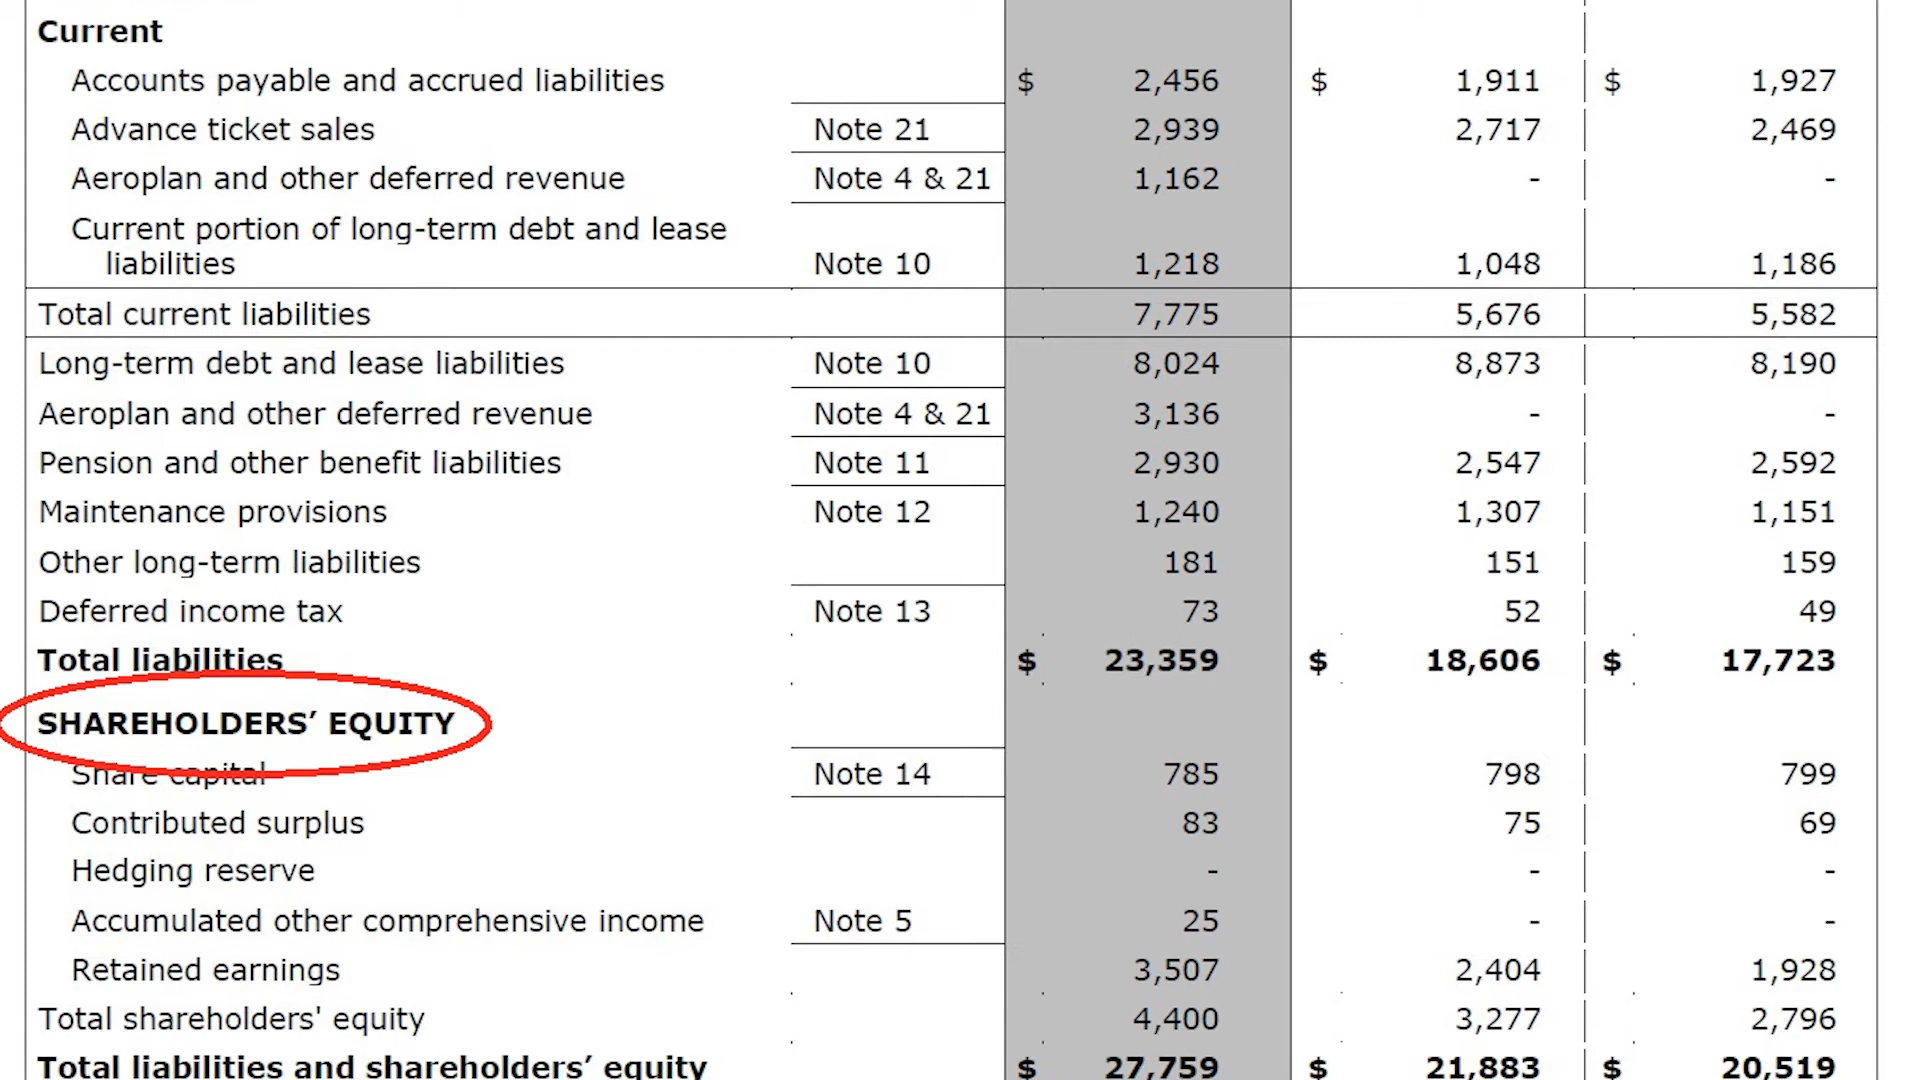 Current
Accounts payable and accrued liabilities $ 2,456 $ 1,911 $ 1,927
Advance ticket sales Note 21 2,939 2,717 2,469
Aeroplan and other deferred revenue Note 4 & 21 1,162 - -
Current portion of long-term debt and lease
liabilities Note 10 1,218 1,048 1,186
Total current liabilities 7,775 5,676 5,582
Long-term debt and lease liabilities Note 10 8,024 8,873 8,190
Aeroplan and other deferred revenue Note 4 & 21 3,136 - -
Pension and other benefit liabilities Note 11 2,930 2,547 2,592
Maintenance provisions Note 12 1,240 1,307 1,151
Other long-term liabilities 181 151 159
Deferred income tax Note 13 73 52 49
Total liabilities $ 23,359 $ 18,606 $ 17,723
SHAREHOLDERS’ EQUITY
Share capital Note 14 785 798 799
Contributed surplus 83 75 69
Hedging reserve - - -
Accumulated other comprehensive income Note 5 25 - -
Retained earnings 3,507 2,404 1,928
Total shareholders' equity 4,400 3,277 2,796
Total liabilities and shareholders’ equity $ 27,759 $ 21,883 $ 20,519